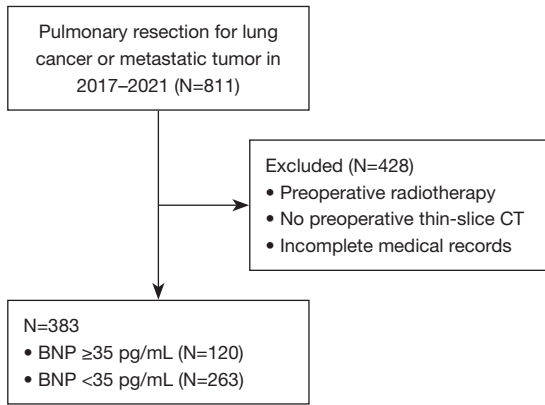 Pulmonary resection for lung
cancer or metastatic tumor in
2017–2021 (N=811)
Excluded (N=428)
• Preoperative radiotherapy
• No preoperative thin-slice CT
• Incomplete medical records
N=383
• BNP ≥35 pg/mL (N=120)
• BNP <35 pg/mL (N=263)